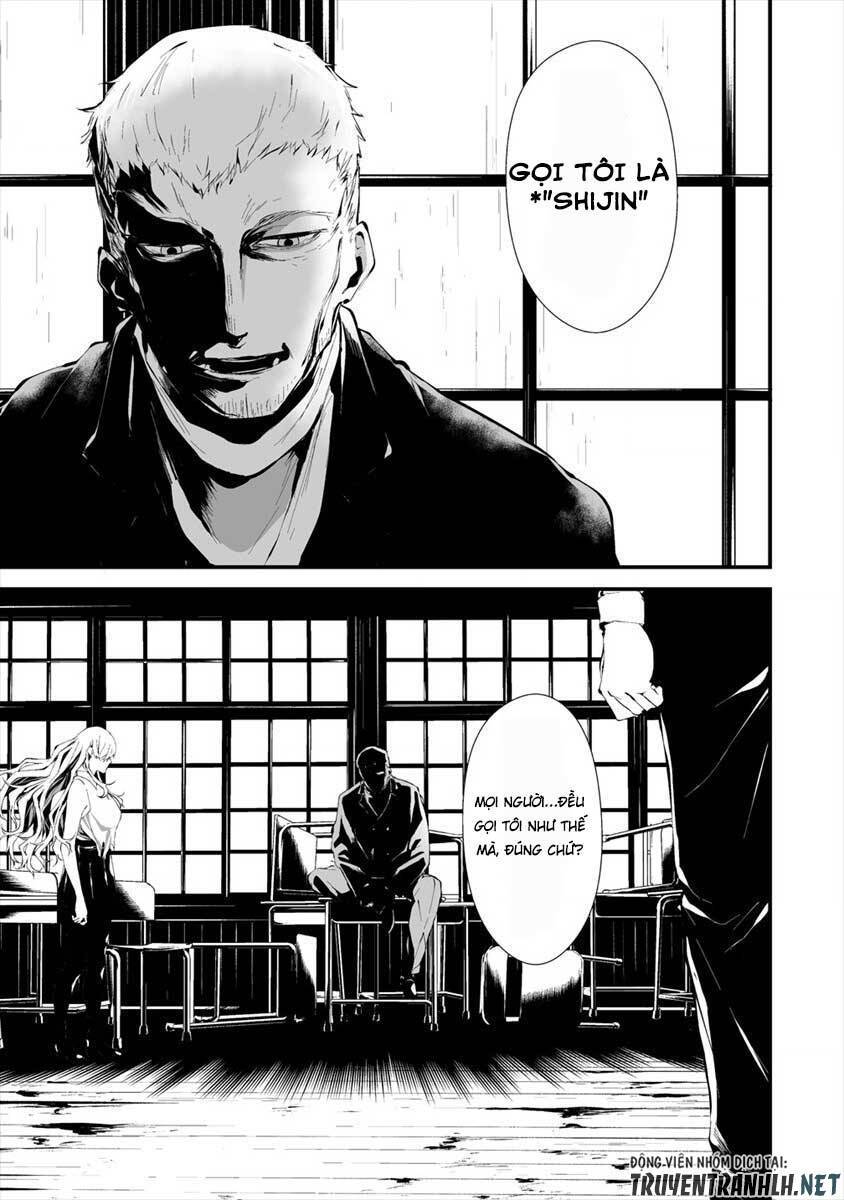 GỌI TÔI LÀ
*"SHIJIN"
MỌI NGƯỜI...ĐỀU
GỌI TÔI NHƯ THẾ
MÀ, ĐÚNG CHỨ?
ĐỘNG VIÊN NHÓM DỊCH TẠI:
TRUYENTRANHLH.NET